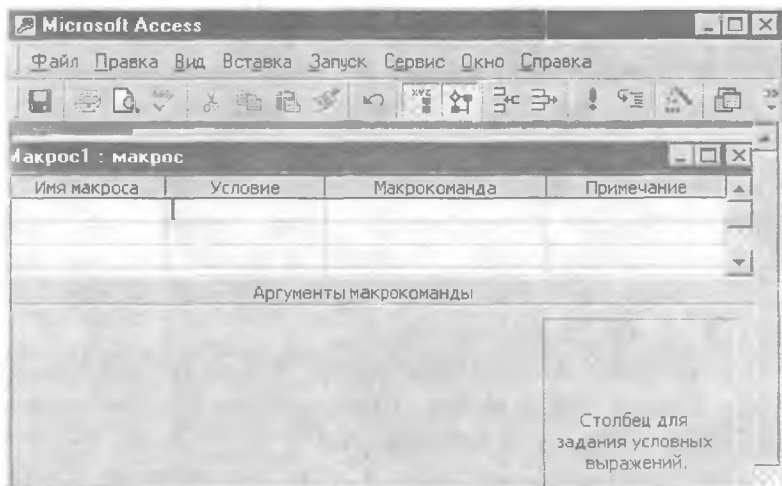 Microsoft Access
Файл Правка Вид Вставка Запуск Сервис Окно Справка
XYZ
Макрос1 : макрос
Имя макроса Условие Макрокоманда Примечание
Аргументы макрокоманды
Столбец для
задания условных
выражений.